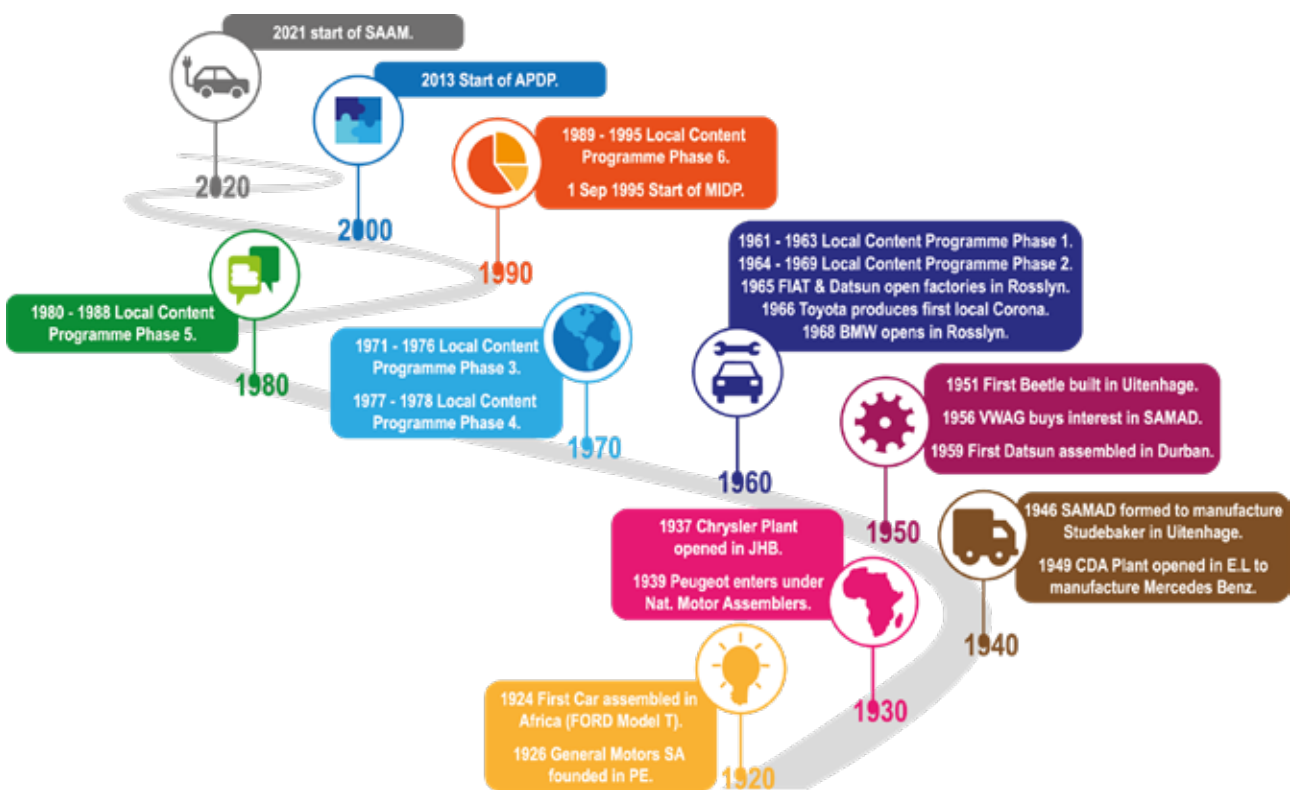 2021 start of SAAM.
2020
2013 Start of APDP.
2000
1989 - 1995 Local Content
Programme Phase 6.
1 Sep 1995 Start of MIDP.
1990
1980 - 1988 Local Content
Programme Phase 5.
1980
1971 - 1976 Local Content
Programme Phase 3.
1977 - 1978 Local Content
Programme Phase 4.
1970
1961 - 1963 Local Content Programme Phase 1.
1964 - 1969 Local Content Programme Phase 2.
1965 FIAT & Datsun open factories in Rosslyn.
1966 Toyota produces first local Corona.
1968 BMW opens in Rosslyn.
1960
1951 First Beetle built in Uitenhage.
1956 VWAG buys interest in SAMAD.
1959 First Datsun assembled in Durban.
1950
1946 SAMAD formed to manufacture
Studebaker in Uitenhage.
1949 CDA Plant opened in E.L to
manufacture Mercedes Benz.
1940
1937 Chrysler Plant
opened in JHB.
1939 Peugeot enters under
Nat. Motor Assemblers.
1930
1924 First Car assembled in
Africa (FORD Model T).
1926 General Motors SA
founded in PE.
1920